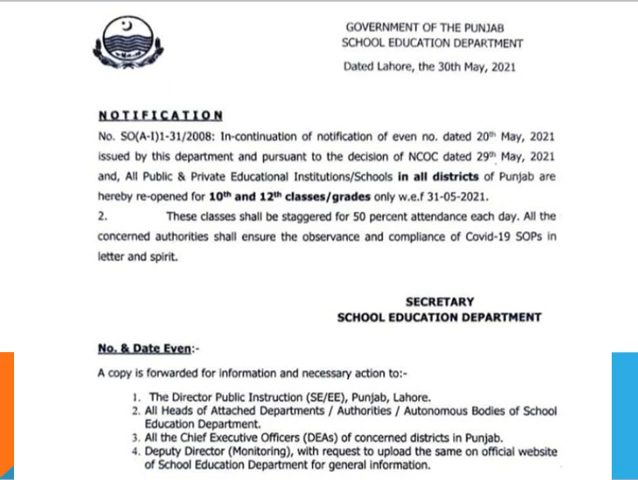 GOVERNMENT OF THE PUNJAB
SCHOOL EDUCATION DEPARTMENT
Dated Lahore, the 30th May, 2021
NOTIFICATION
No. SO(A-I)1-31/2008: In-continuation of notification of even no. dated 20th May, 2021
issued by this department and pursuant to the decision of NCOC dated 29th May, 2021
and, All Public & Private Educational Institutions/Schools in all districts of Punjab are
hereby re-opened for 10th and 12th classes/grades only w.e.f 31-05-2021.
2. These classes shall be staggered for 50 percent attendance each day. All the
concerned authorities shall ensure the observance and compliance of Covid-19 SOPs in
letter and spirit.
SECRETARY
SCHOOL EDUCATION DEPARTMENT
No. & Date Even:-
A copy is forwarded for information and necessary action to:-
1. The Director Public Instruction (SE/EE), Punjab, Lahore.
2. All Heads of Attached Departments / Authorities / Autonomous Bodies of School
Education Department.
3. All the Chief Executive Officers (DEAs) of concerned districts in Punjab.
4. Deputy Director (Monitoring), with request to upload the same on official website
of School Education Department for general information.